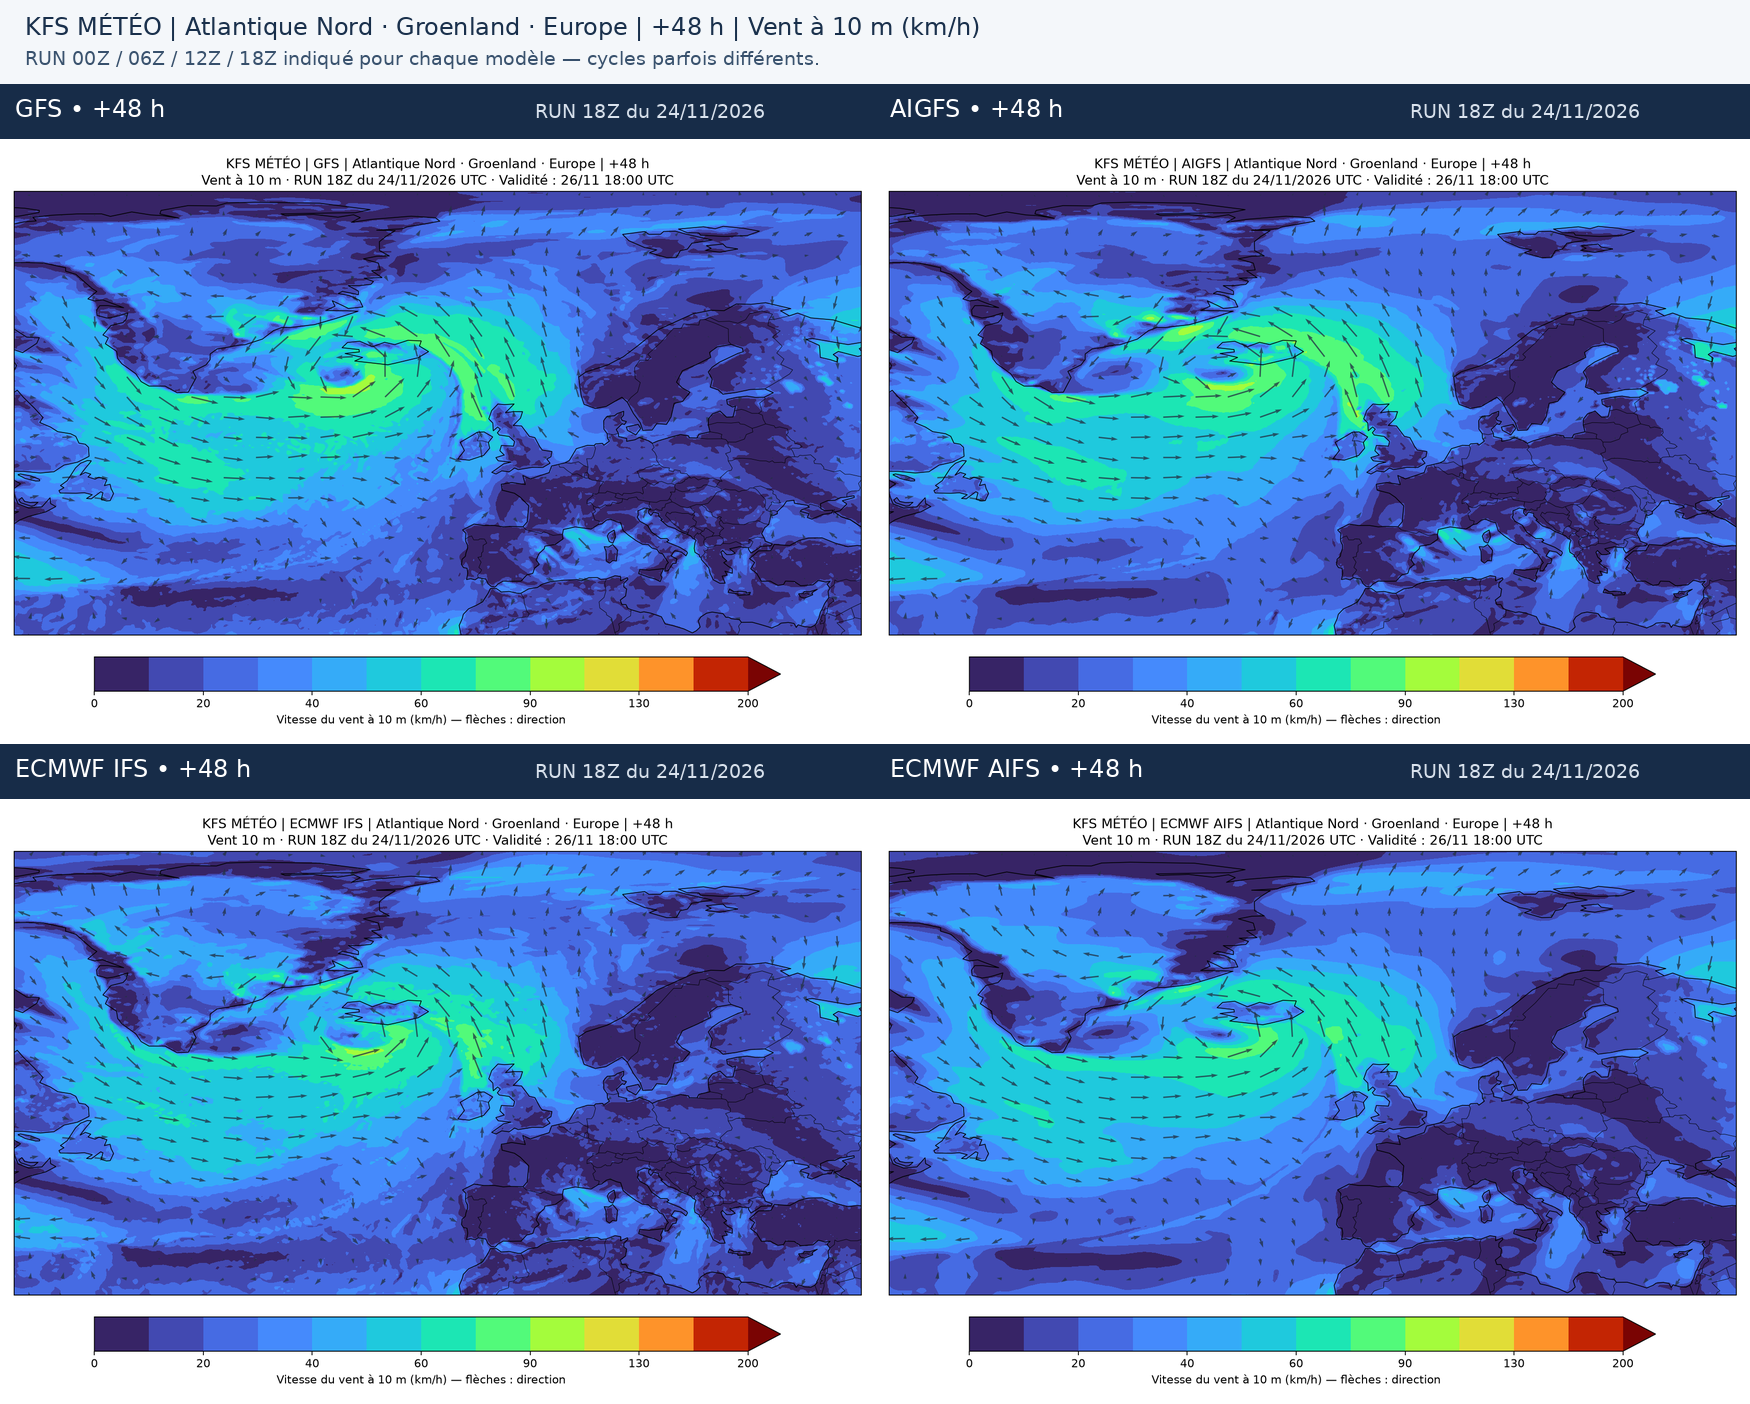 KFS MÉTÉO | Atlantique Nord · Groenland · Europe | +48 h | Vent à 10 m (km/h)
RUN 00Z / 06Z / 12Z / 18Z indiqué pour chaque modèle — cycles parfois différents.
GFS • +48 h
RUN 18Z du 24/11/2026
KFS MÉTÉO | GFS | Atlantique Nord · Groenland · Europe | +48 h
Vent à 10 m · RUN 18Z du 24/11/2026 UTC · Validité : 26/11 18:00 UTC
0 20 40 60 90 130 200
Vitesse du vent à 10 m (km/h) — flèches : direction
AIGFS • +48 h
RUN 18Z du 24/11/2026
KFS MÉTÉO | AIGFS | Atlantique Nord · Groenland · Europe | +48 h
Vent à 10 m · RUN 18Z du 24/11/2026 UTC · Validité : 26/11 18:00 UTC
0 20 40 60 90 130 200
Vitesse du vent à 10 m (km/h) — flèches : direction
ECMWF IFS • +48 h
RUN 18Z du 24/11/2026
KFS MÉTÉO | ECMWF IFS | Atlantique Nord · Groenland · Europe | +48 h
Vent 10 m · RUN 18Z du 24/11/2026 UTC · Validité : 26/11 18:00 UTC
0 20 40 60 90 130 200
Vitesse du vent à 10 m (km/h) — flèches : direction
ECMWF AIFS • +48 h
RUN 18Z du 24/11/2026
KFS MÉTÉO | ECMWF AIFS | Atlantique Nord · Groenland · Europe | +48 h
Vent 10 m · RUN 18Z du 24/11/2026 UTC · Validité : 26/11 18:00 UTC
0 20 40 60 90 130 200
Vitesse du vent à 10 m (km/h) — flèches : direction